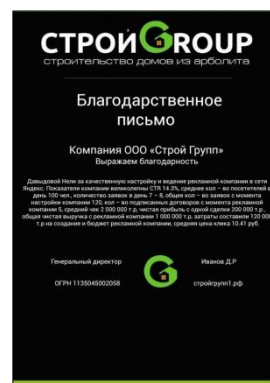 СТРОЙGROUP
строительство домов из арболита
Благодарственное
письмо
Компания ООО «Строй Групп»
Выражаем благодарность
Давыдовой Нели за качественную настройку и ведение рекламной компании в сети
Яндекс. Показатели компании великолепны CTR 14.3%, среднее кол – во посетителей в
день 100 чел., количество заявок в день 7 – 8, общее кол – во заявок с момента
настройки компании 120, кол – во подписанных договоров с момента рекламной
компании 5, средний чек 2 000 000 т.р, чистая прибыль с одной сделки 200 000 т.р.,
общая чистая выручка с рекламной компании 1 000 000 т.р, затраты составили 120 000
т.р на создание и бюджет рекламной компании, средняя цена клика 10.41 руб.
Генеральный директор
Иванов Д.Р
ОГРН 1135045002058
стройгрупп1.рф